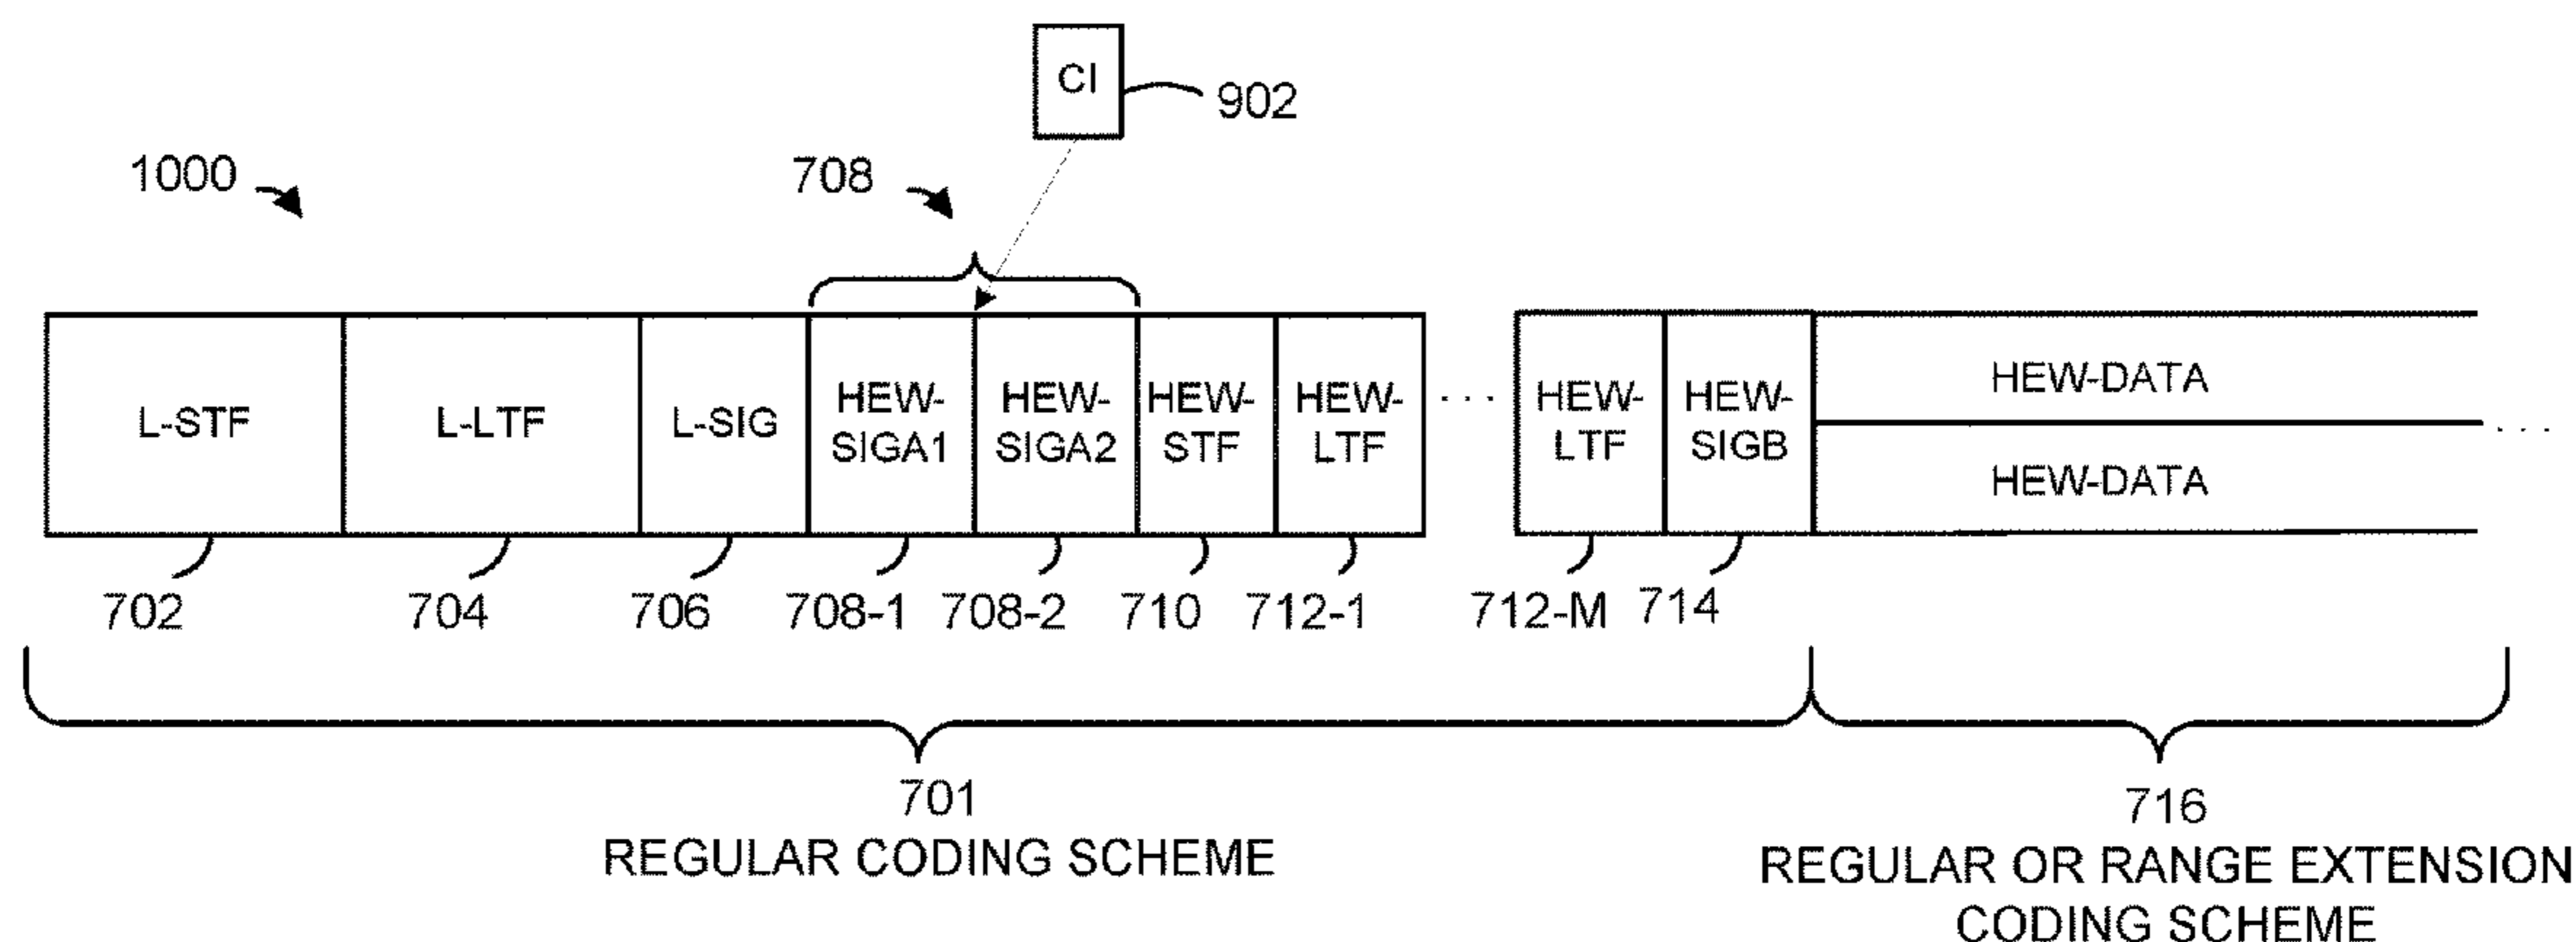 CI
902
1000
708
L-STF
L-LTF
L-SIG
HEW-
SIGA1
HEW-
SIGA2
HEW-
STF
HEW-
LTF
. . .
HEW-
LTF
HEW-
SIGB
HEW-DATA
HEW-DATA
. . .
702
704
706
708-1
708-2
710
712-1
712-M
714
701
REGULAR CODING SCHEME
716
REGULAR OR RANGE EXTENSION
CODING SCHEME